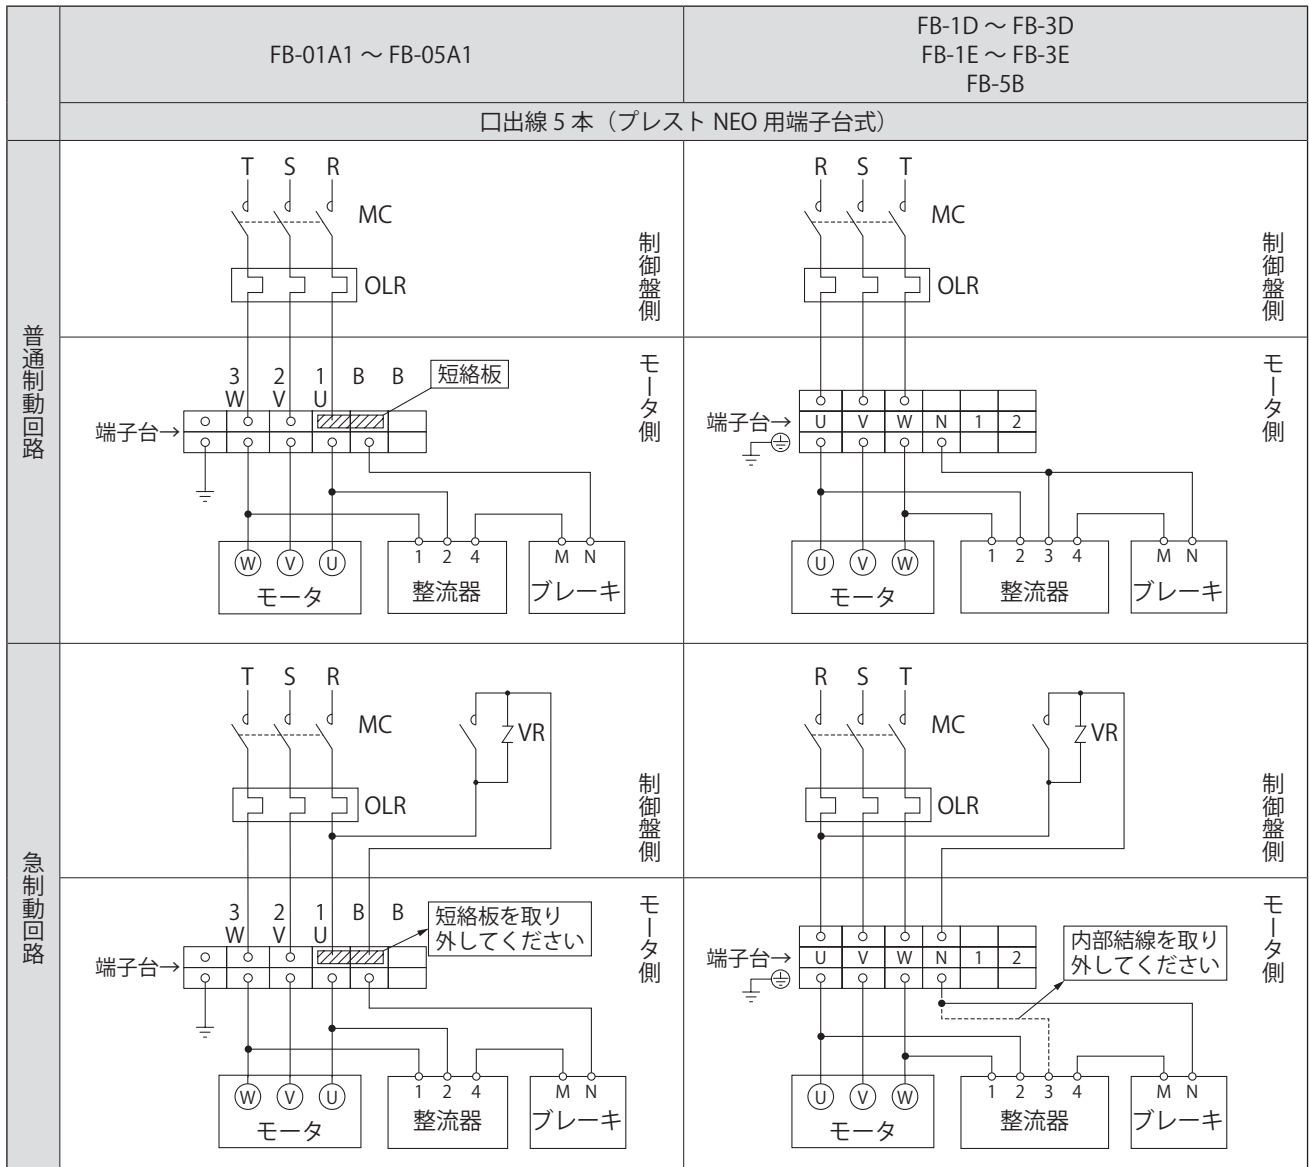 FB-01A1 ～ FB-05A1
FB-1D ～ FB-3D
FB-1E ～ FB-3E
FB-5B
口出線 5 本（プレスト NEO 用端子台式）
普通制動回路
T S R
MC
OLR
制御盤側
3 2 1 B B
W V U
短絡板
端子台→
モータ側
W V U
モータ
1 2 4
整流器
M N
ブレーキ
R S T
MC
OLR
制御盤側
端子台→
U V W N 1 2
モータ側
U V W
モータ
1 2 3 4
整流器
M N
ブレーキ
急制動回路
T S R
MC
VR
OLR
制御盤側
3 2 1 B B
W V U
短絡板を取り
外してください
端子台→
モータ側
W V U
モータ
1 2 4
整流器
M N
ブレーキ
R S T
MC
VR
OLR
制御盤側
端子台→
U V W N 1 2
内部結線を取り
外してください
モータ側
U V W
モータ
1 2 3 4
整流器
M N
ブレーキ